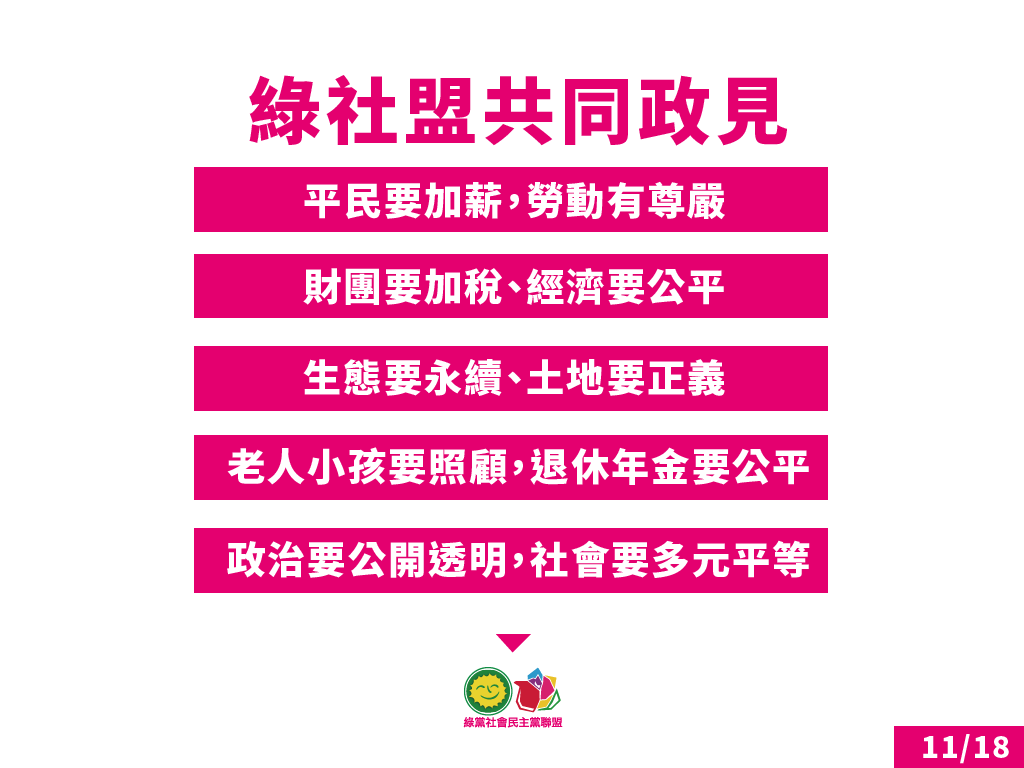 綠社盟共同政見
平民要加薪，勞動有尊嚴
財團要加稅、經濟要公平
生態要永續、土地要正義
老人小孩要照顧，退休年金要公平
政治要公開透明，社會要多元平等
綠黨社會民主黨聯盟
11/18